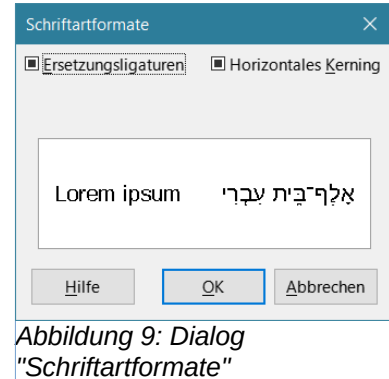 Schriftartformate
Ersetzungsligaturen Horizontales Kerning
Lorem ipsum אָלֶף־בֵּית עִבְרִי
Hilfe OK Abbrechen
Abbildung 9: Dialog
"Schriftartformate"